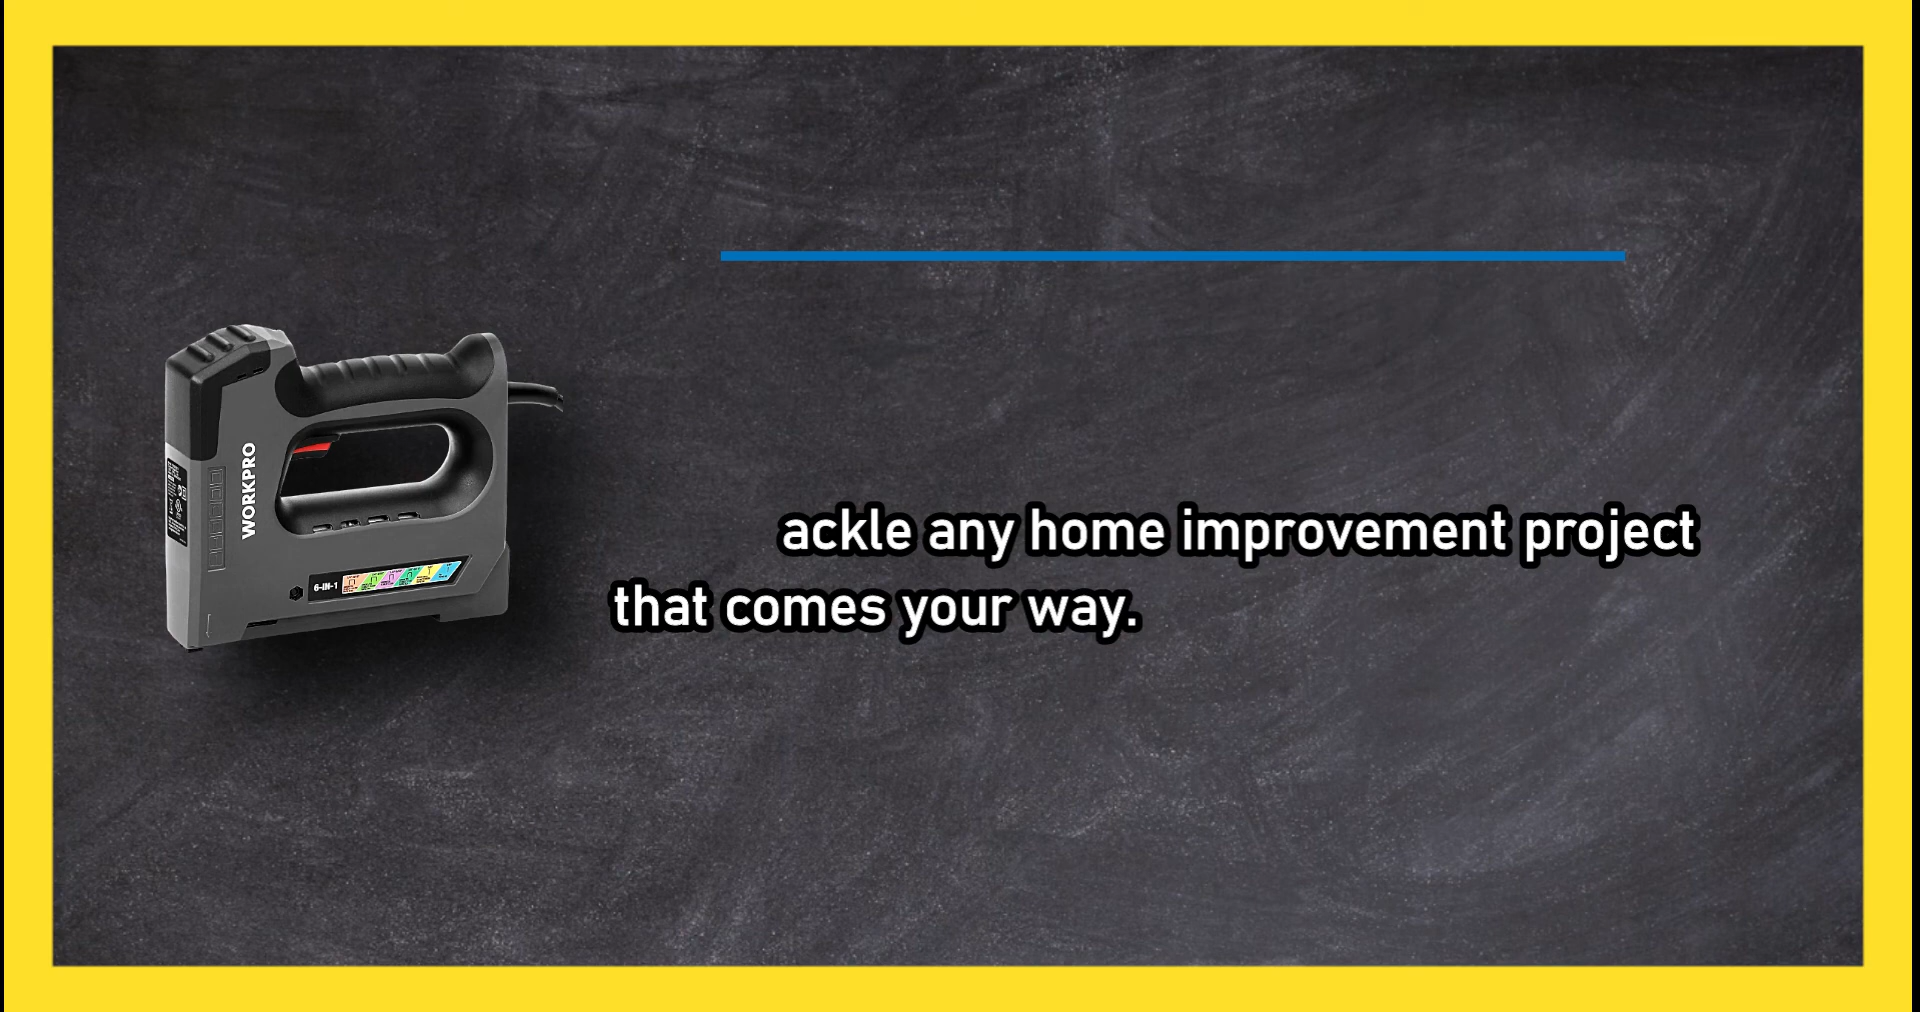 WORKPRO
6-IN-1
ackle any home improvement project
that comes your way.